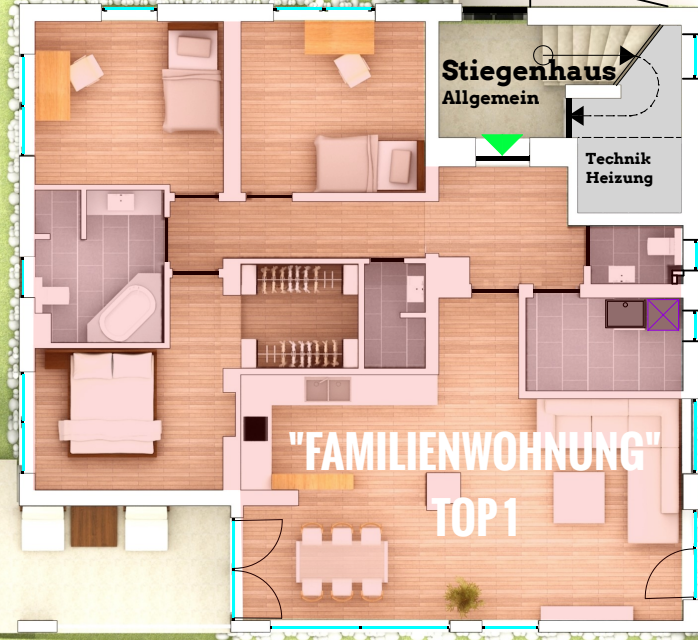 Stiegenhaus
Allgemein
Technik
Heizung
"FAMILIENWOHNUNG"
TOP1